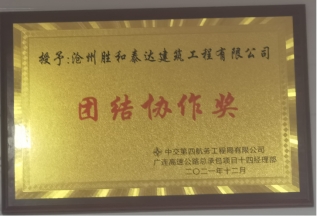 授予:沧州胜和泰达建筑工程有限公司
团结协作奖
中交第四航务工程局有限公司
广连高速公路总承包项目十四经理部
二〇二一年十二月